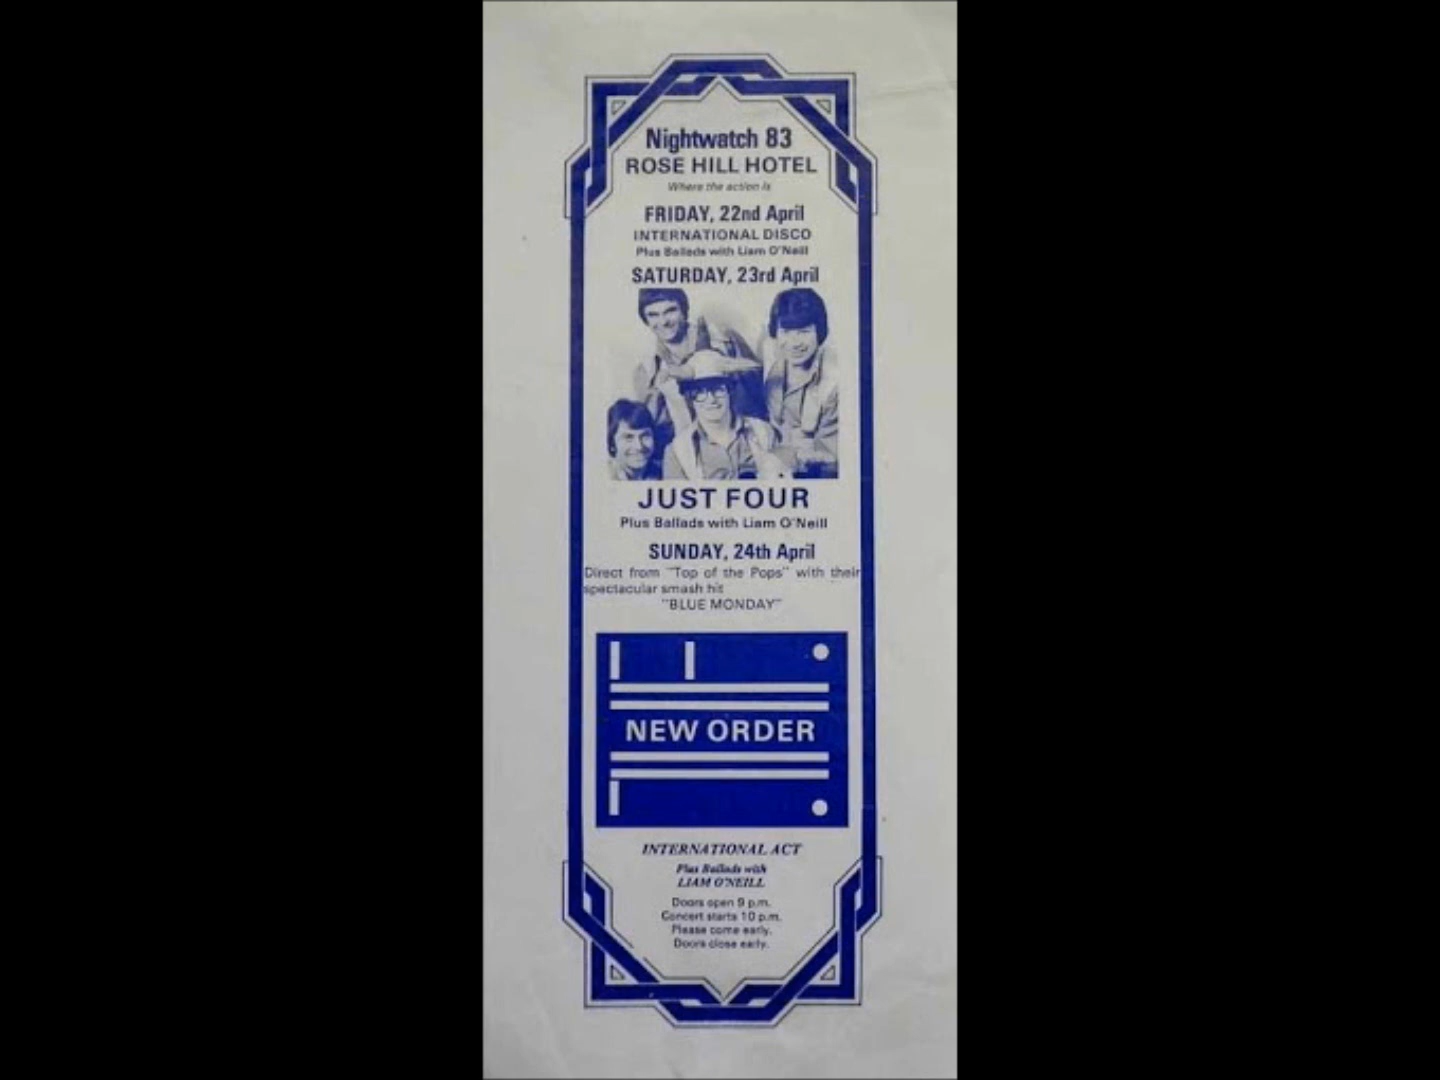 Nightwatch 83
ROSE HILL HOTEL
Where the action is
FRIDAY, 22nd April
INTERNATIONAL DISCO
Plus Ballads with Liam O'Neill
SATURDAY, 23rd April
JUST FOUR
Plus Ballads with Liam O'Neill
SUNDAY, 24th April
Direct from "Top of the Pops" with their
spectacular smash hit
"BLUE MONDAY"
NEW ORDER
INTERNATIONAL ACT
Plus Ballads with
LIAM O'NEILL
Doors open 9 p.m.
Concert starts 10 p.m.
Please come early.
Doors close early.